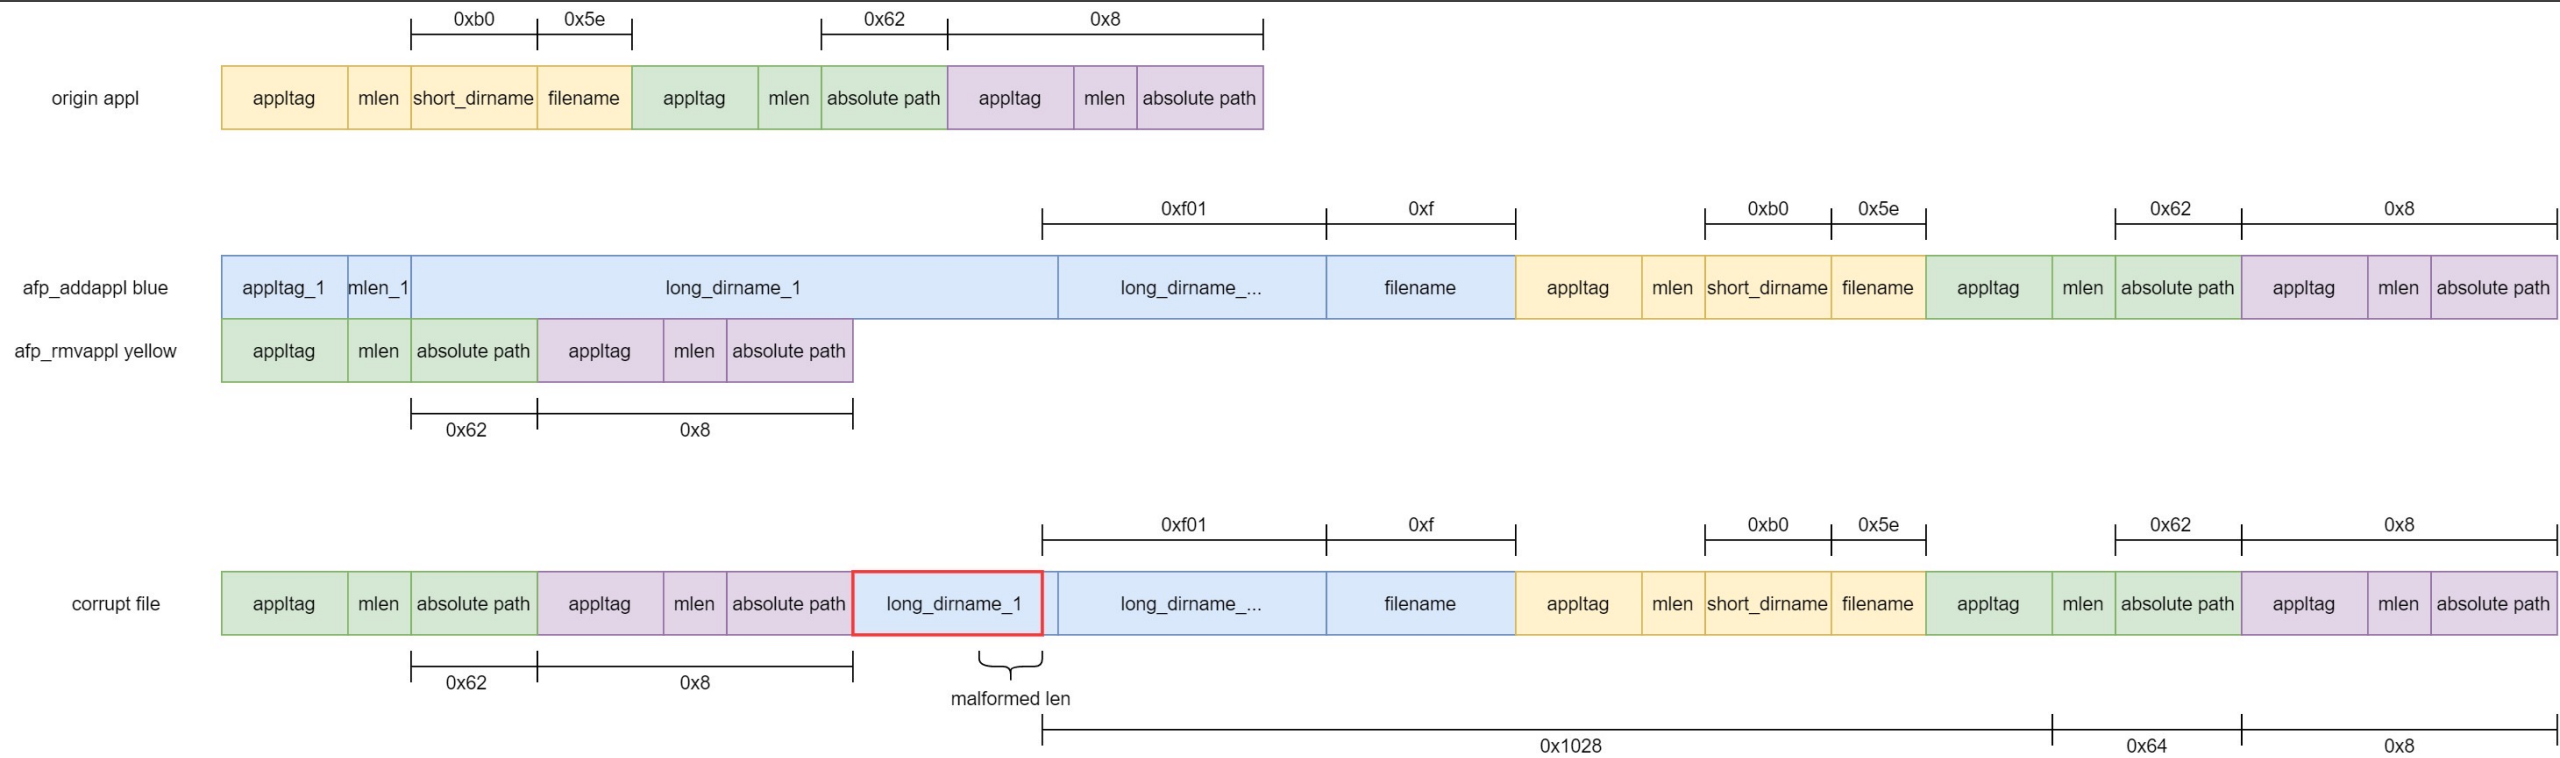 0xb0 0x5e 0x62 0x8
origin appl appltag mlen short_dirname filename appltag mlen absolute path appltag mlen absolute path
0xf01 0xf 0xb0 0x5e 0x62 0x8
afp_addappl blue appltag_1 mlen_1 long_dirname_1 long_dirname_... filename appltag mlen short_dirname filename appltag mlen absolute path appltag mlen absolute path
afp_rmvappl yellow appltag mlen absolute path appltag mlen absolute path
0x62 0x8
0xf01 0xf 0xb0 0x5e 0x62 0x8
corrupt file appltag mlen absolute path appltag mlen absolute path long_dirname_1 long_dirname_... filename appltag mlen short_dirname filename appltag mlen absolute path appltag mlen absolute path
0x62 0x8
malformed len
0x1028 0x64 0x8